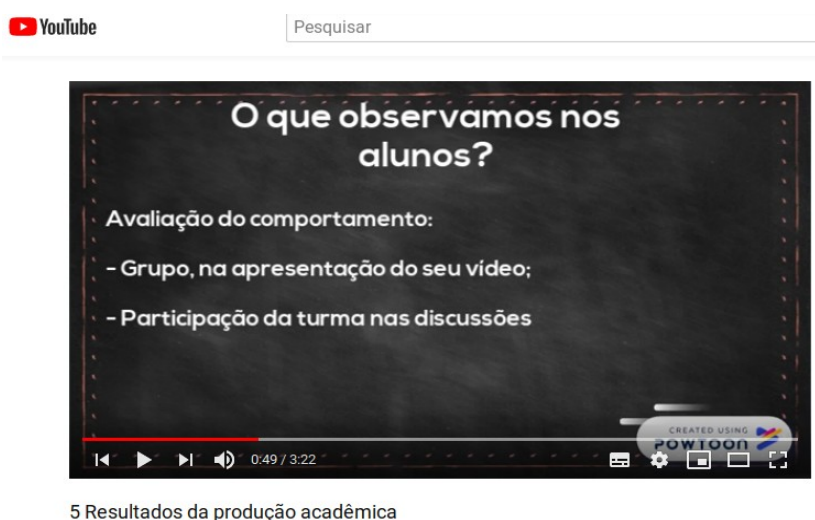 YouTube
Pesquisar
O que observamos nos
alunos?
Avaliação do comportamento:
- Grupo, na apresentação do seu vídeo;
- Participação da turma nas discussões
CREATED USING
POWTOON
0:49 / 3:22
5 Resultados da produção acadêmica